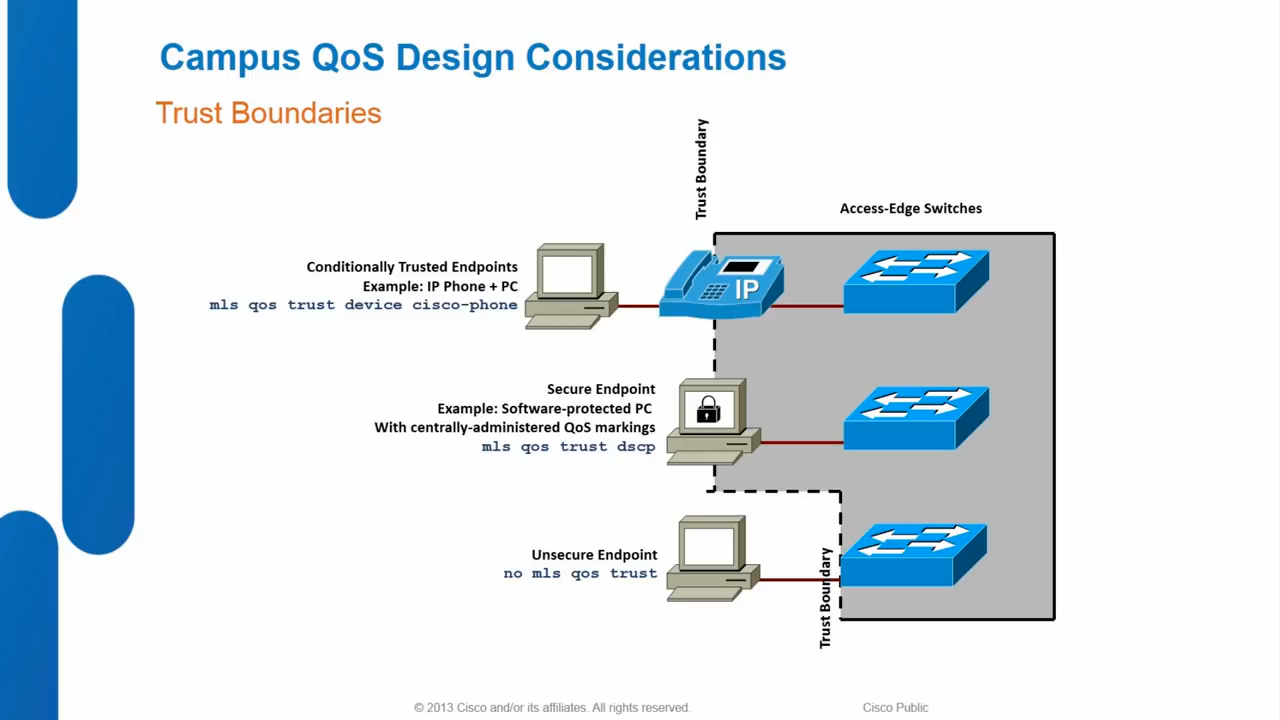 Campus QoS Design Considerations
Trust Boundaries
Trust Boundary
Access-Edge Switches
Conditionally Trusted Endpoints
Example: IP Phone + PC
mls qos trust device cisco-phone
IP
Secure Endpoint
Example: Software-protected PC
With centrally-administered QoS markings
mls qos trust dscp
Unsecure Endpoint
no mls qos trust
Trust Boundary
© 2013 Cisco and/or its affiliates. All rights reserved.
Cisco Public